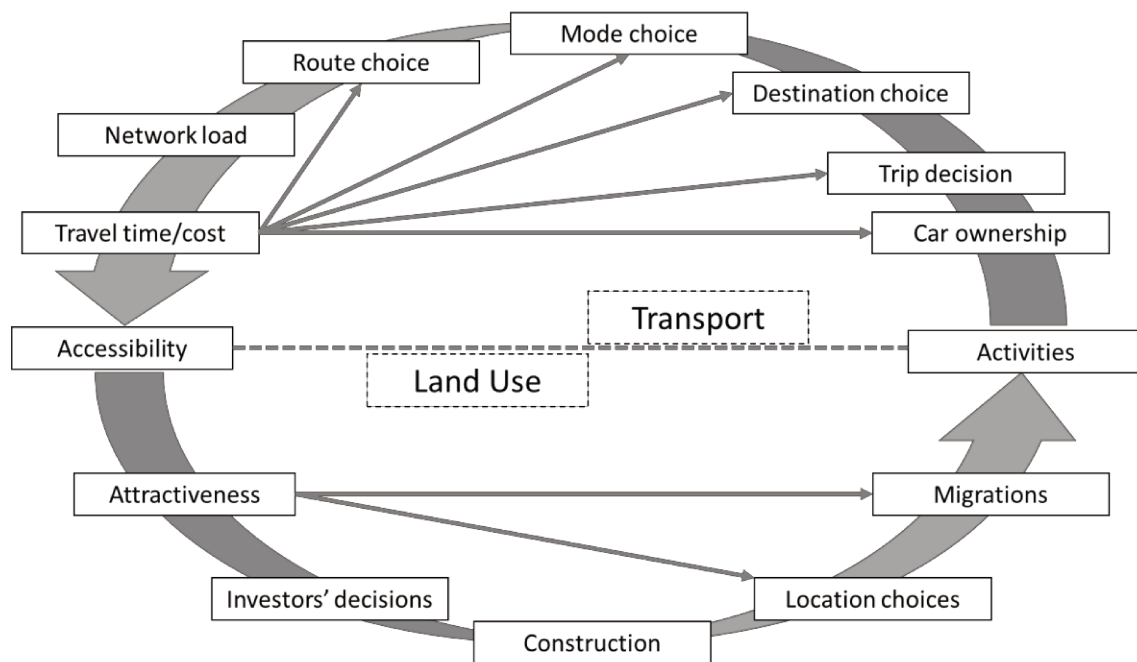 Mode choice
Route choice
Destination choice
Network load
Trip decision
Travel time/cost
Car ownership
Transport
Accessibility
Activities
Land Use
Attractiveness
Migrations
Investors’ decisions
Location choices
Construction